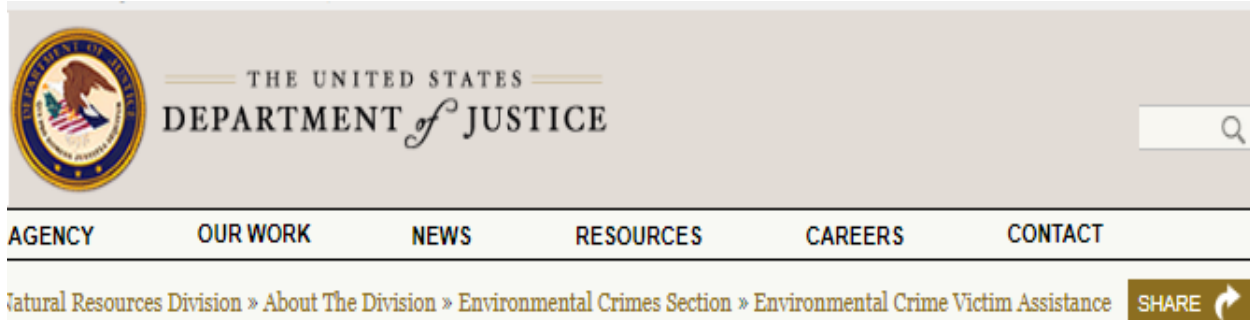 THE UNITED STATES
DEPARTMENT of JUSTICE
AGENCY OUR WORK NEWS RESOURCES CAREERS CONTACT
Natural Resources Division » About The Division » Environmental Crimes Section » Environmental Crime Victim Assistance SHARE